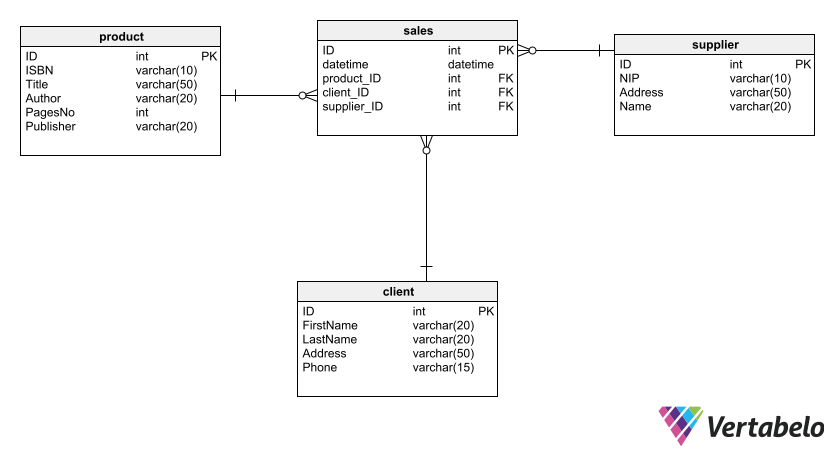 product
ID int PK
ISBN varchar(10)
Title varchar(50)
Author varchar(20)
PagesNo int
Publisher varchar(20)
sales
ID int PK
datetime datetime
product_ID int FK
client_ID int FK
supplier_ID int FK
supplier
ID int PK
NIP varchar(10)
Address varchar(50)
Name varchar(20)
client
ID int PK
FirstName varchar(20)
LastName varchar(20)
Address varchar(50)
Phone varchar(15)
Vertabelo